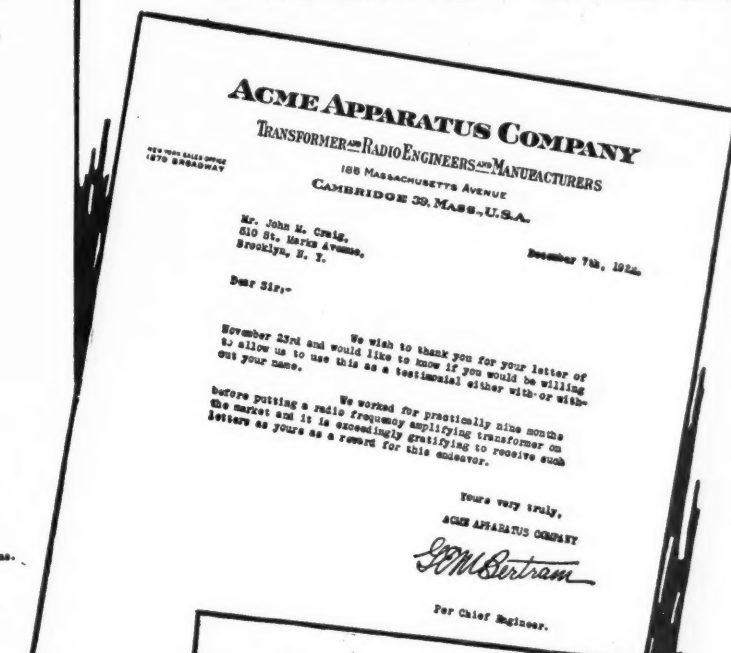 ACME APPARATUS COMPANY
TRANSFORMER AND RADIO ENGINEERS AND MANUFACTURERS
NEW YORK SALES OFFICE
1270 BROADWAY
188 MASSACHUSETTS AVENUE
CAMBRIDGE 39, MASS., U.S.A.
Mr. John M. Craig,
510 St. Marks Avenue,
Brooklyn, N. Y.
December 7th,
Dear Sir:-
We wish to thank you for your letter of
November 23rd and would like to know if you would be willing
to allow us to use this as a testimonial either with or with-
out your name.
We worked for practically nine months
before putting a radio frequency amplifying transformer on
the market and it is exceedingly gratifying to receive such
letters as yours as a reward for this endeavor.
Yours very truly,
ACME APPARATUS COMPANY
Bertram
Per Chief Engineer.